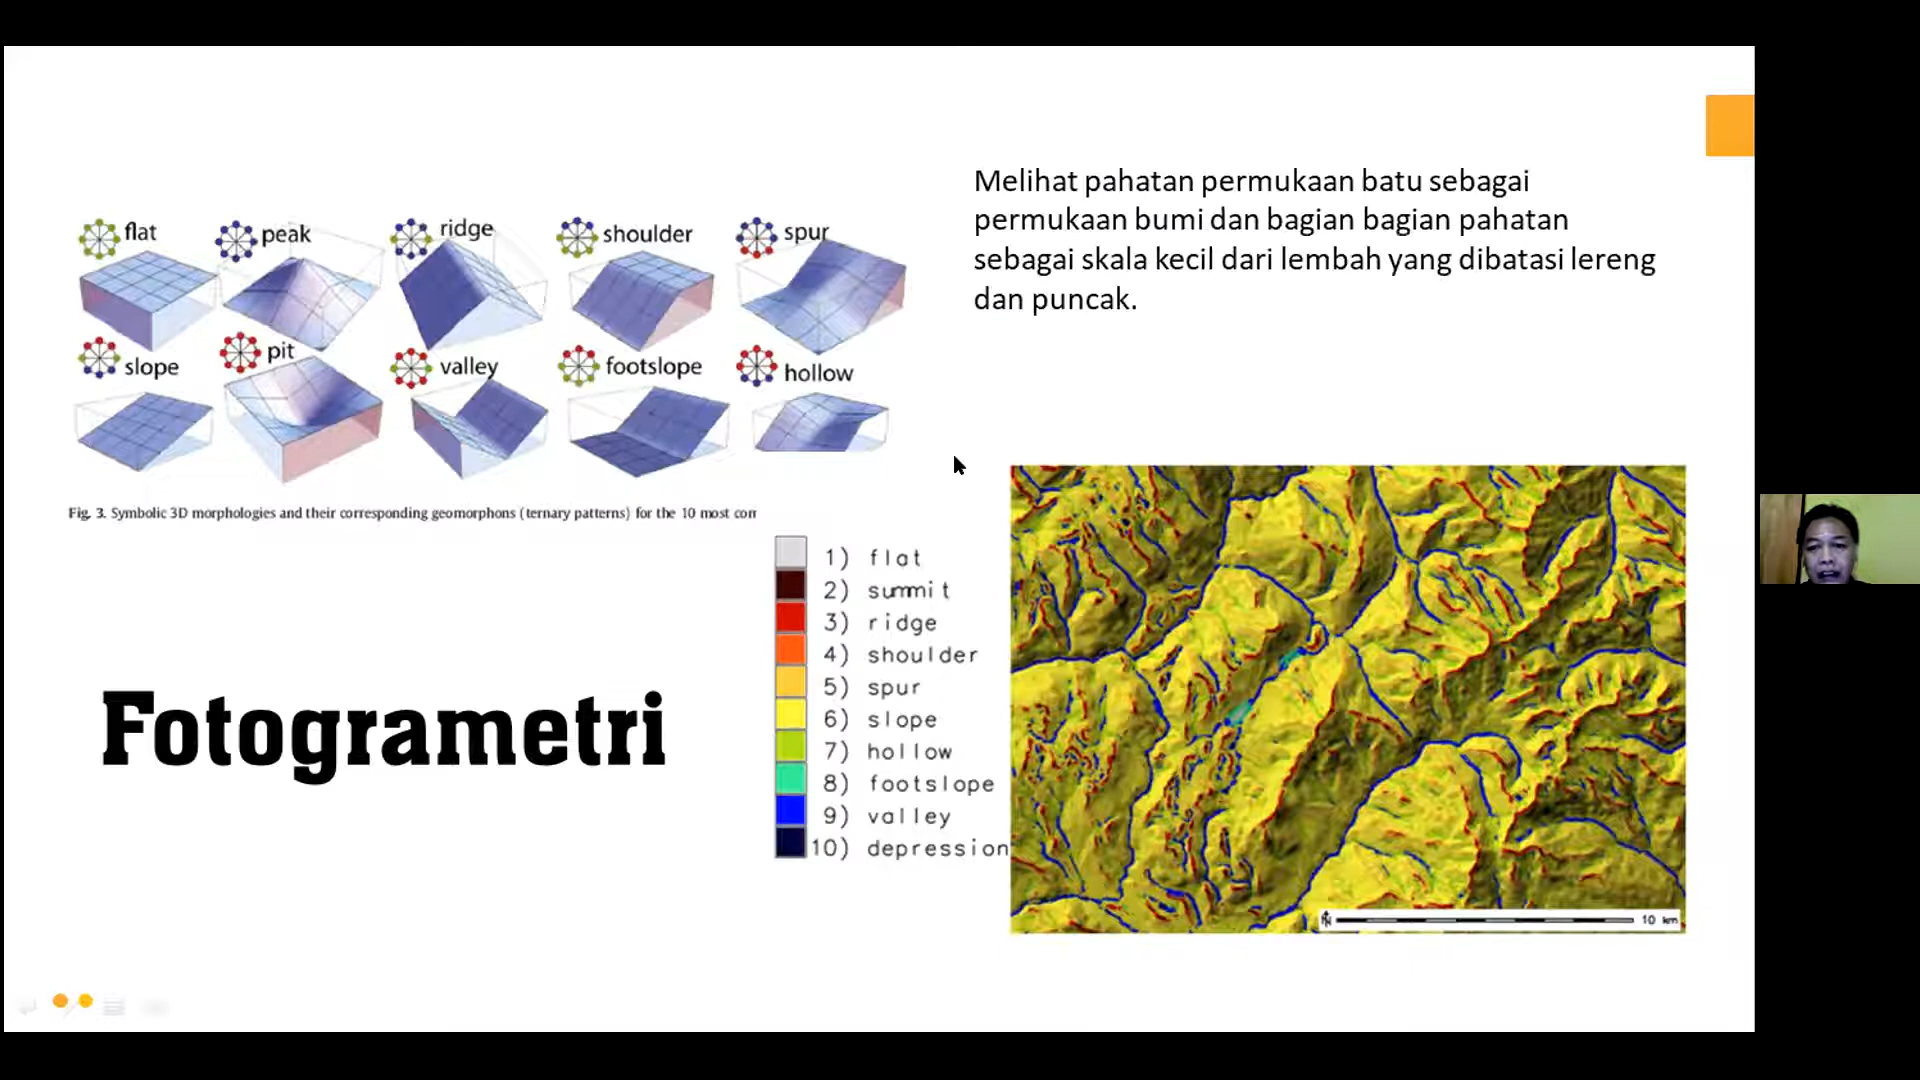 flat
peak
ridge
shoulder
spur
slope
pit
valley
footslope
hollow
Fig. 3. Symbolic 3D morphologies and their corresponding geomorphons (ternary patterns) for the 10 most com
Melihat pahatan permukaan batu sebagai
permukaan bumi dan bagian bagian pahatan
sebagai skala kecil dari lembah yang dibatasi lereng
dan puncak.
1) flat
2) summit
3) ridge
4) shoulder
5) spur
6) slope
7) hollow
8) footslope
9) valley
10) depression
Fotogrametri
N
10 km